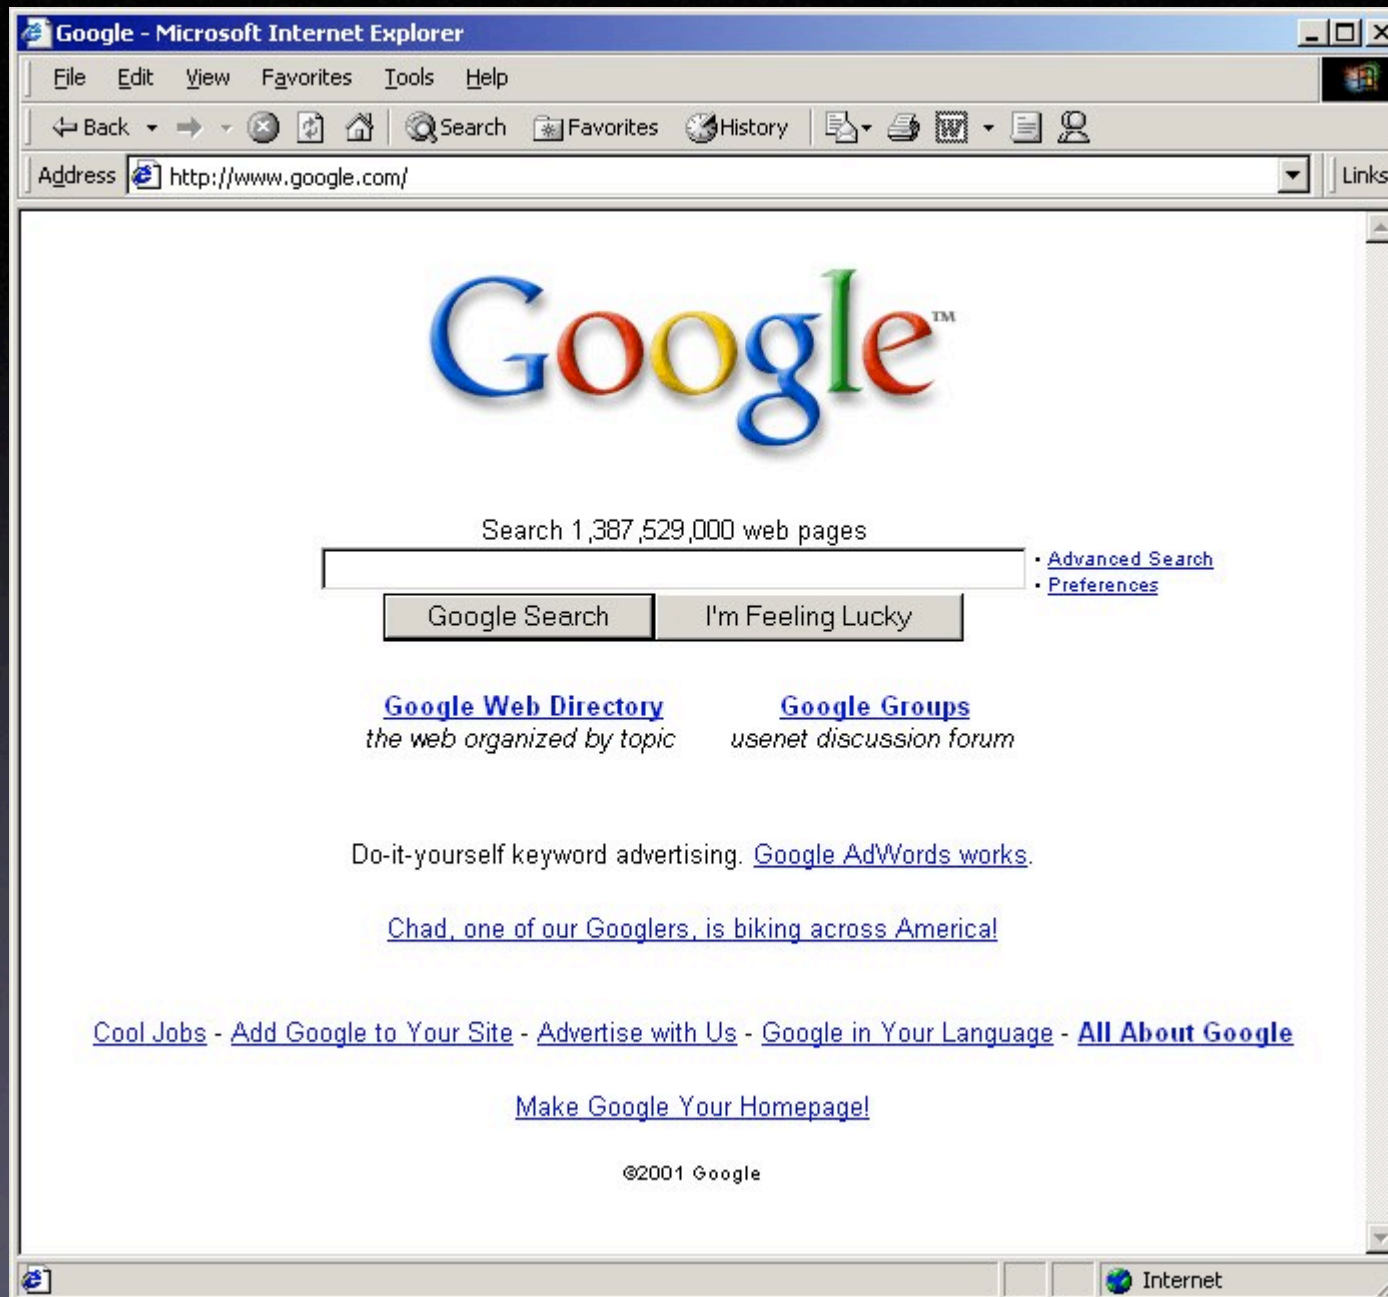 Google - Microsoft Internet Explorer
File Edit View Favorites Tools Help
Back Search Favorites History
Address http://www.google.com/ Links
Google™
Search 1,387,529,000 web pages
• Advanced Search
• Preferences
Google Search I'm Feeling Lucky
Google Web Directory Google Groups
the web organized by topic usenet discussion forum
Do-it-yourself keyword advertising. Google AdWords works.
Chad, one of our Googlers, is biking across America!
Cool Jobs - Add Google to Your Site - Advertise with Us - Google in Your Language - All About Google
Make Google Your Homepage!
©2001 Google
Internet